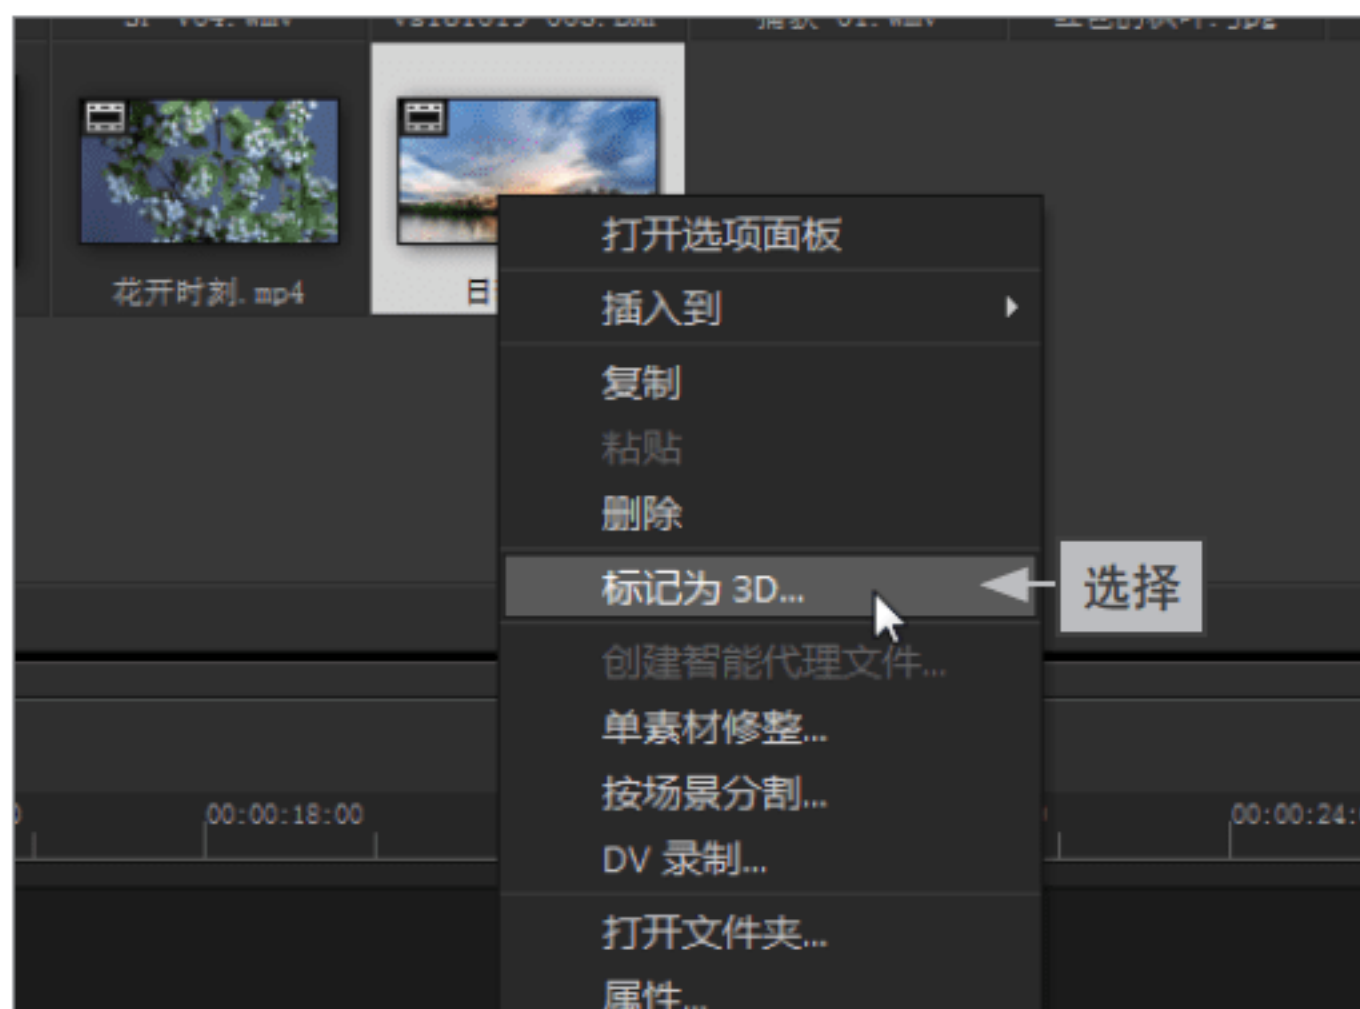 花开时刻.mp4
打开选项面板
插入到
复制
粘贴
删除
标记为 3D...
选择
创建智能代理文件...
单素材修整...
按场景分割...
00:00:18:00
00:00:24:
DV 录制...
打开文件夹...
属性...